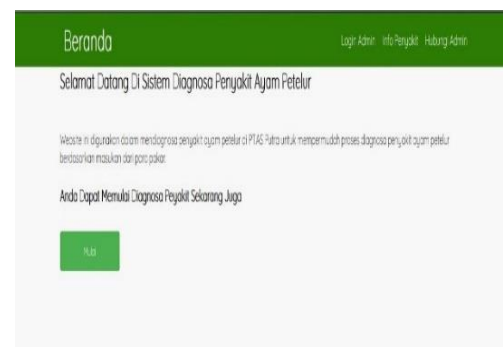 Beranda
Login Admin Info Penyakit Hubungi Admin
Selamat Datang Di Sistem Diagnosa Penyakit Ayam Petelur
Website in digunakan dalam mendiagnosa penyakit ayam petelur di PT.AS Putra untuk mempermudah proses diagnosa penyakit ayam petelur
berdasarkan masukan dari para pakar.
Anda Dapat Memulai Diagnosa Peyakit Sekarang Juga
Mulai